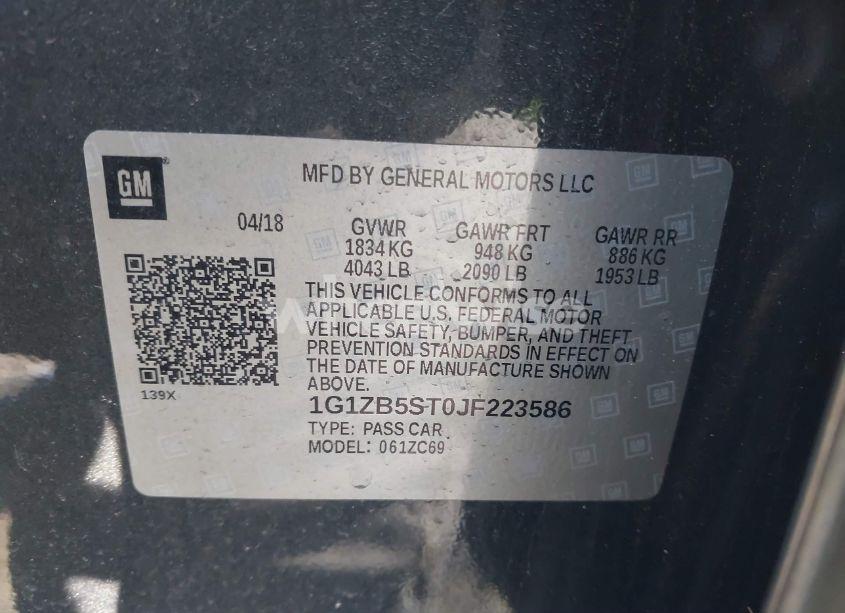 GM
MFD BY GENERAL MOTORS LLC
04/18
GVWR GAWR FRT GAWR RR
1834 KG 948 KG 886 KG
4043 LB 2090 LB 1953 LB
THIS VEHICLE CONFORMS TO ALL
APPLICABLE U.S. FEDERAL MOTOR
VEHICLE SAFETY, BUMPER, AND THEFT
PREVENTION STANDARDS IN EFFECT ON
THE DATE OF MANUFACTURE SHOWN
ABOVE.
139X
1G1ZB5ST0JF223586
TYPE: PASS CAR
MODEL: 061ZC69